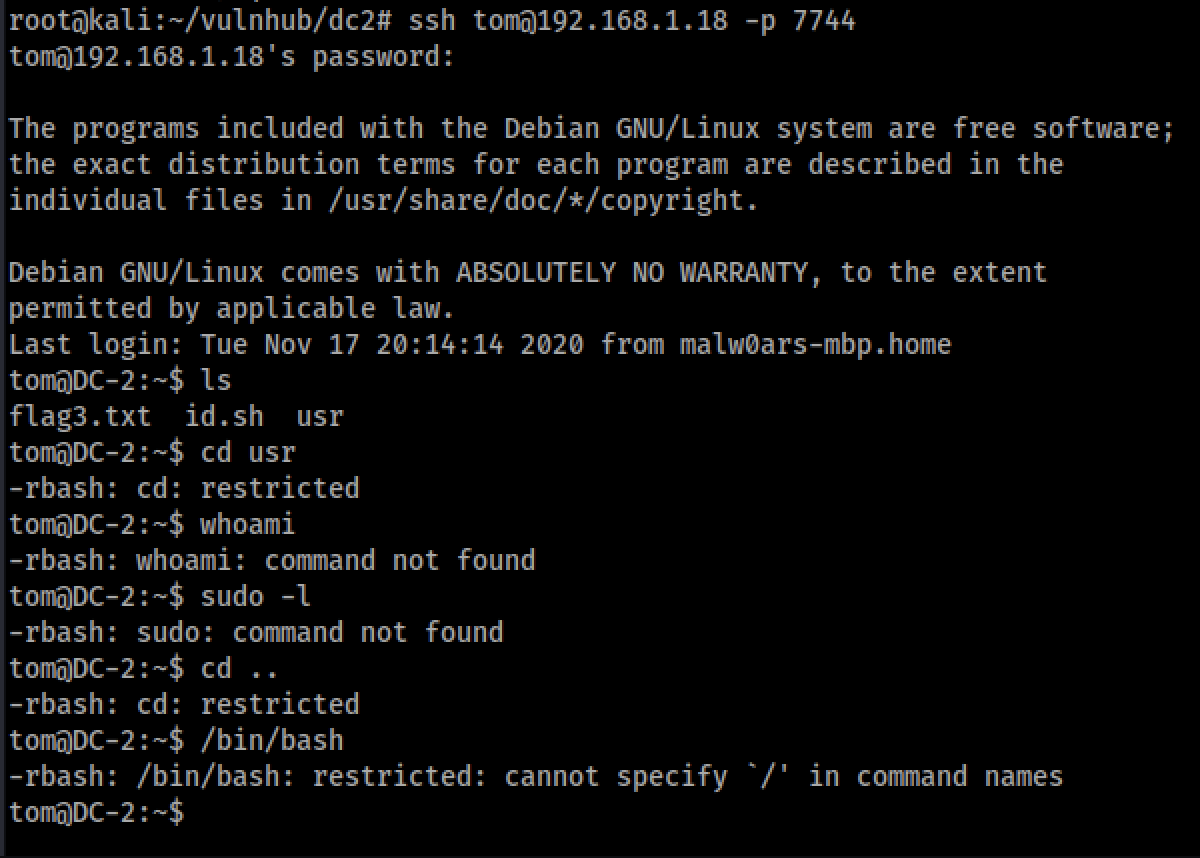 root@kali:~/vulnhub/dc2# ssh tom@192.168.1.18 -p 7744
tom@192.168.1.18's password:
The programs included with the Debian GNU/Linux system are free software;
the exact distribution terms for each program are described in the
individual files in /usr/share/doc/*/copyright.
Debian GNU/Linux comes with ABSOLUTELY NO WARRANTY, to the extent
permitted by applicable law.
Last login: Tue Nov 17 20:14:14 2020 from malw0ars-mbp.home
tom@DC-2:~$ ls
flag3.txt  id.sh  usr
tom@DC-2:~$ cd usr
-rbash: cd: restricted
tom@DC-2:~$ whoami
-rbash: whoami: command not found
tom@DC-2:~$ sudo -l
-rbash: sudo: command not found
tom@DC-2:~$ cd ..
-rbash: cd: restricted
tom@DC-2:~$ /bin/bash
-rbash: /bin/bash: restricted: cannot specify `/' in command names
tom@DC-2:~$